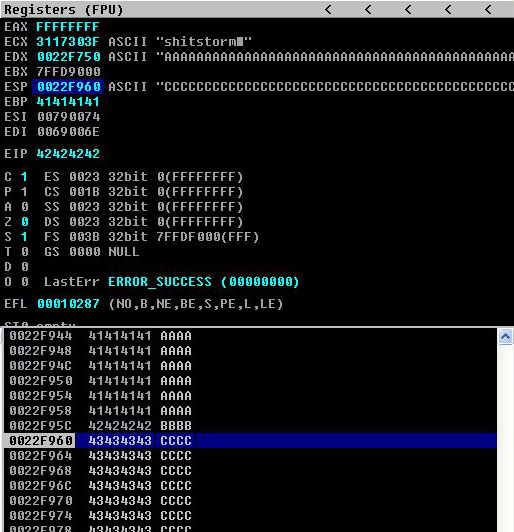 Registers (FPU) < < < < <
EAX FFFFFFFF
ECX 3117303F ASCII "shitstorm■"
EDX 0022F750 ASCII "AAAAAAAAAAAAAAAAAAAAAAAAAAAAAAAAAAAAAAAAAAAA
EBX 7FFD9000
ESP 0022F960 ASCII "CCCCCCCCCCCCCCCCCCCCCCCCCCCCCCCCCCCCCCCCCCCC
EBP 41414141
ESI 00790074
EDI 0069006E
EIP 42424242
C 1 ES 0023 32bit 0(FFFFFFFF)
P 1 CS 001B 32bit 0(FFFFFFFF)
A 0 SS 0023 32bit 0(FFFFFFFF)
Z 0 DS 0023 32bit 0(FFFFFFFF)
S 1 FS 003B 32bit 7FFDF000(FFF)
T 0 GS 0000 NULL
D 0
O 0 LastErr ERROR_SUCCESS (00000000)
EFL 00010287 (NO,B,NE,BE,S,PE,L,LE)
ST0 empty
0022F944 41414141 AAAA
0022F948 41414141 AAAA
0022F94C 41414141 AAAA
0022F950 41414141 AAAA
0022F954 41414141 AAAA
0022F958 41414141 AAAA
0022F95C 42424242 BBBB
0022F960 43434343 CCCC
0022F964 43434343 CCCC
0022F968 43434343 CCCC
0022F96C 43434343 CCCC
0022F970 43434343 CCCC
0022F974 43434343 CCCC
0022F978 43434343 CCCC